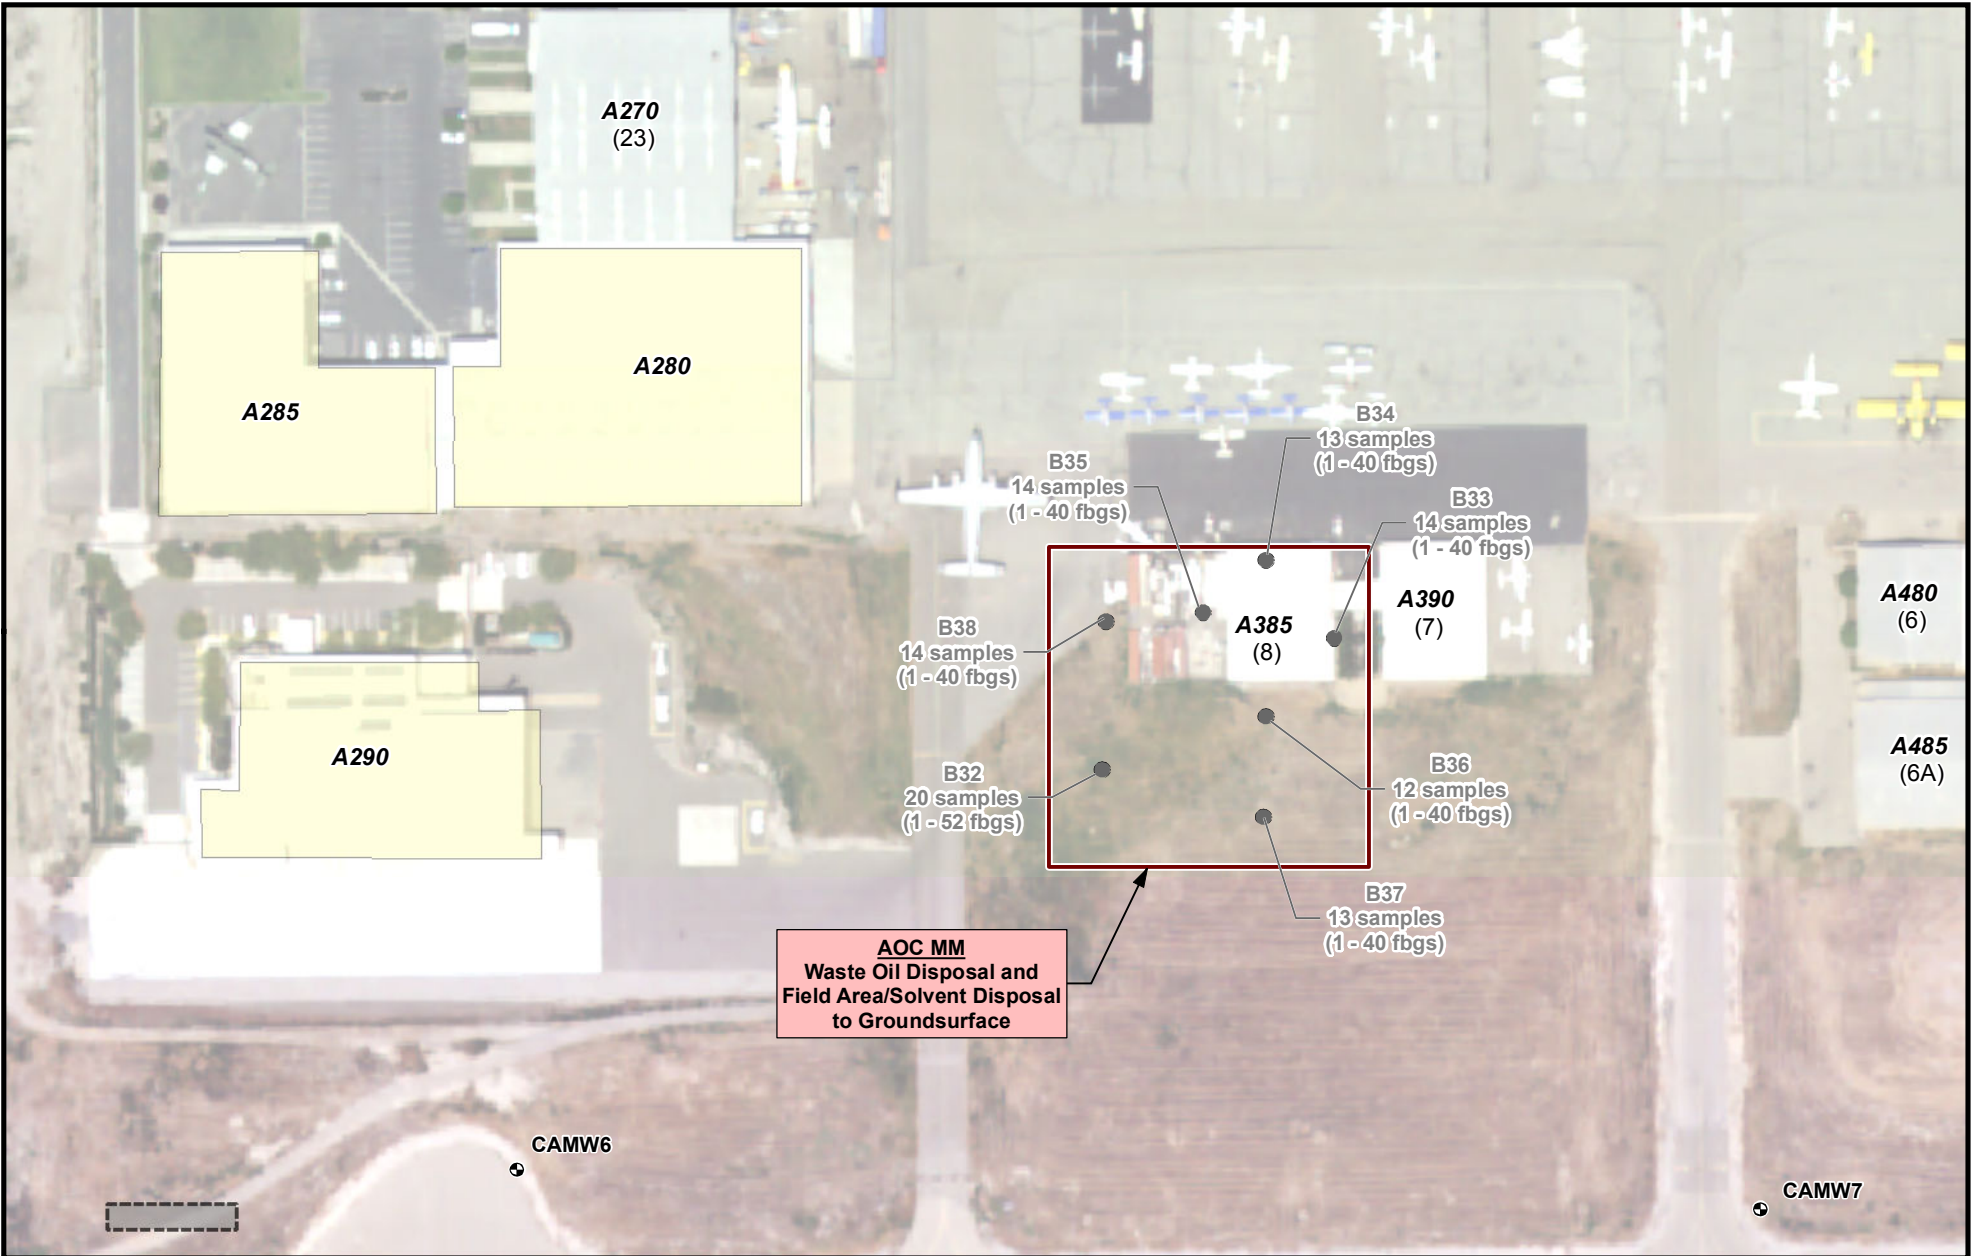 A270
(23)
A280
A285
B34
13 samples
(1 - 40 fbgs)
B35
14 samples
(1 - 40 fbgs)
B33
14 samples
(1 - 40 fbgs)
A385
(8)
A390
(7)
A480
(6)
B38
14 samples
(1 - 40 fbgs)
A290
A485
(6A)
B32
20 samples
(1 - 52 fbgs)
B36
12 samples
(1 - 40 fbgs)
B37
13 samples
(1 - 40 fbgs)
AOC MM
Waste Oil Disposal and
Field Area/Solvent Disposal
to Groundsurface
CAMW6
CAMW7